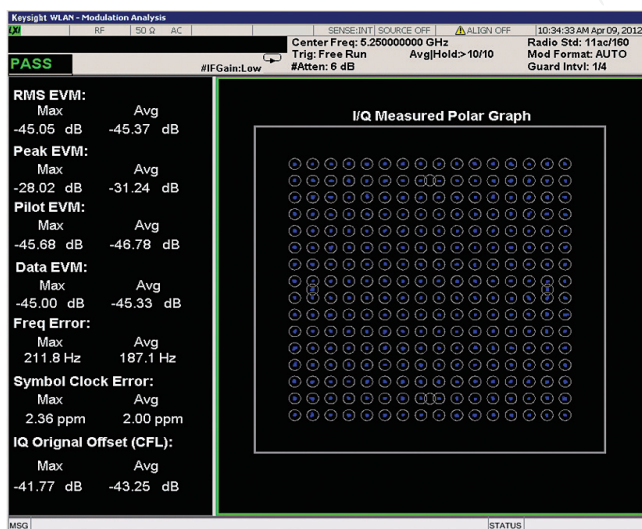 Keysight WLAN - Modulation Analysis
LXI RF 50 Ω AC SENSE:INT SOURCE OFF ALIGN OFF 10:34:33 AM Apr 09, 2012
Center Freq: 5.250000000 GHz Radio Std: 11ac/160
Trig: Free Run Avg|Hold:>10/10 Mod Format: AUTO
PASS #IFGain:Low #Atten: 6 dB Guard Intvl: 1/4
RMS EVM:
Max Avg
-45.05 dB -45.37 dB
Peak EVM:
Max Avg
-28.02 dB -31.24 dB
Pilot EVM:
Max Avg
-45.68 dB -46.78 dB
Data EVM:
Max Avg
-45.00 dB -45.33 dB
Freq Error:
Max Avg
211.8 Hz 187.1 Hz
Symbol Clock Error:
Max Avg
2.36 ppm 2.00 ppm
IQ Orignal Offset (CFL):
Max Avg
-41.77 dB -43.25 dB
I/Q Measured Polar Graph
MSG STATUS